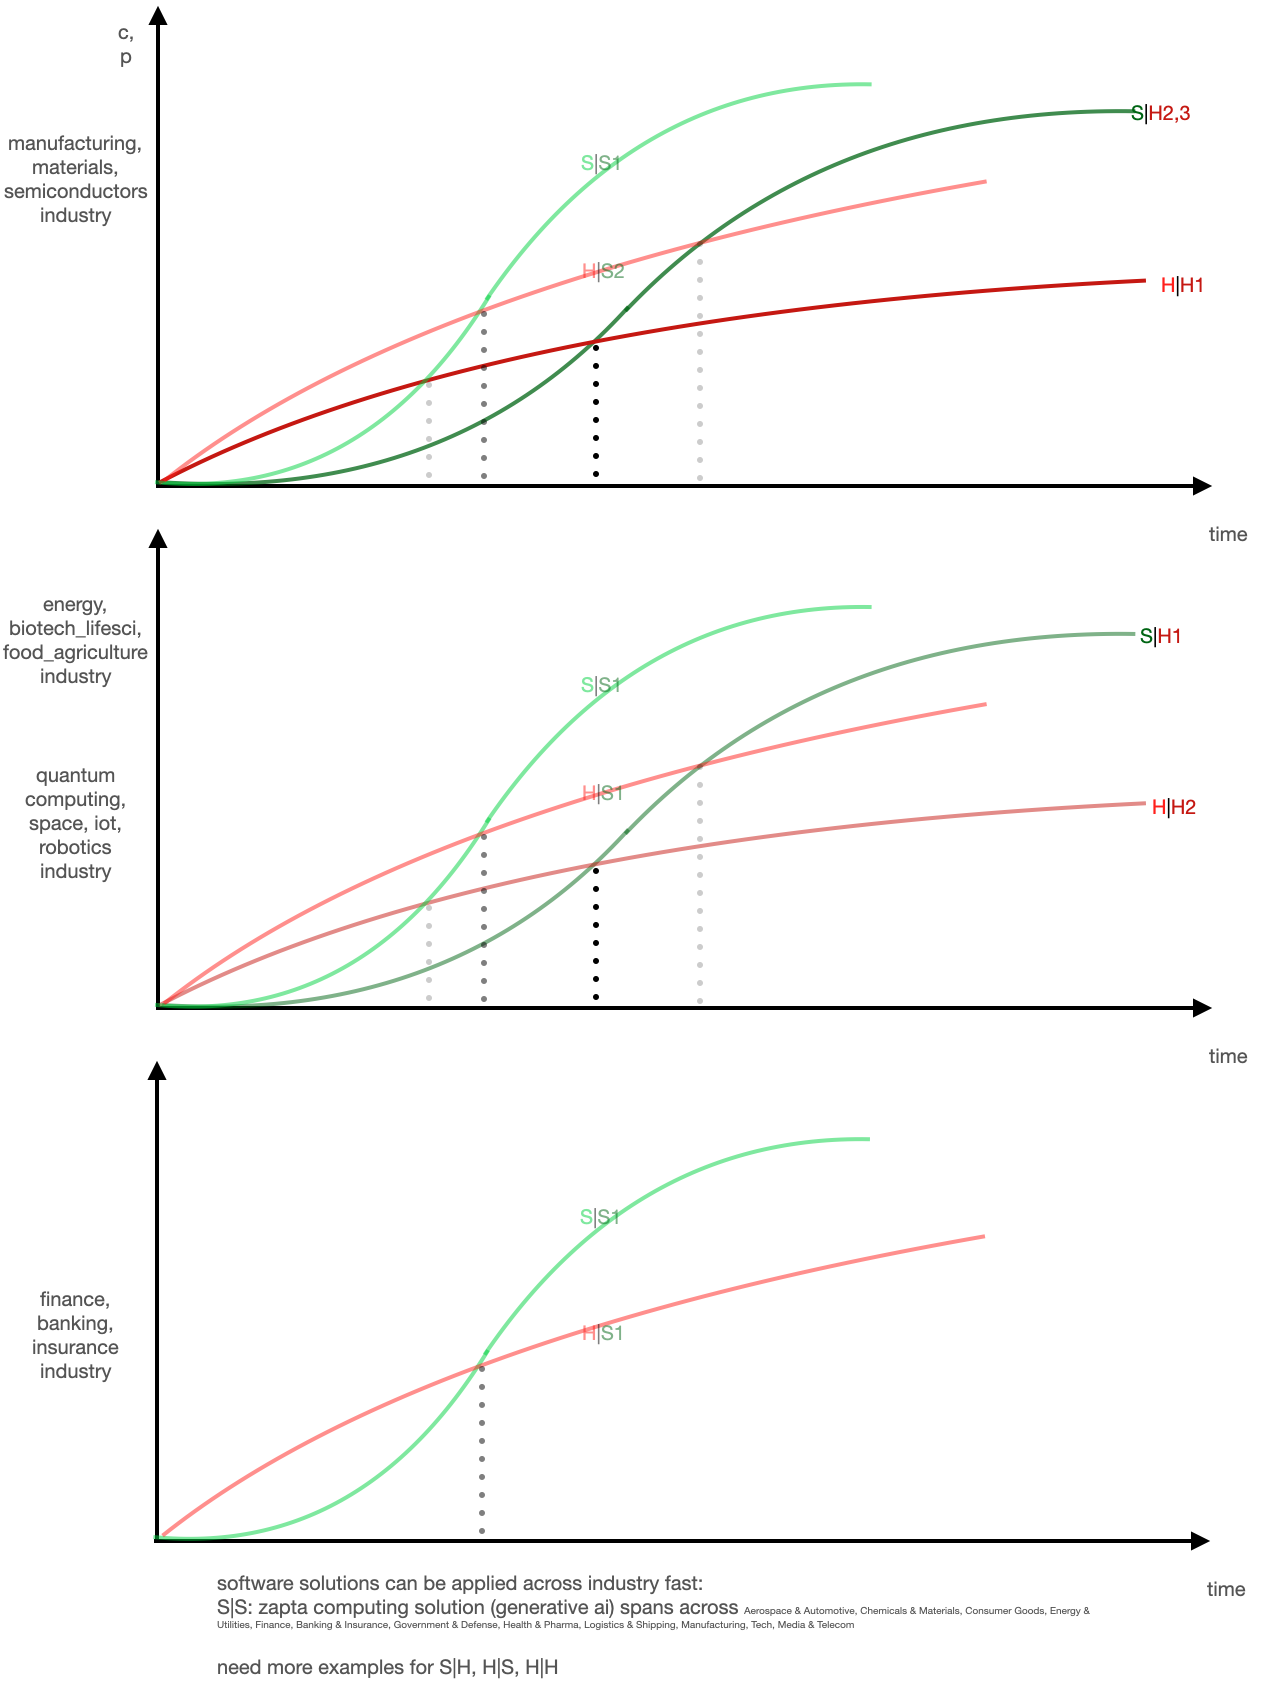 c,
p
manufacturing,
materials,
semiconductors
industry
S|S1
S|H2,3
H|S2
H|H1
time
energy,
biotech_lifesci,
food_agriculture
industry
S|S1
S|H1
quantum
computing,
space, iot,
robotics
industry
H|S1
H|H2
time
S|S1
finance,
banking,
insurance
industry
H|S1
time
software solutions can be applied across industry fast:
S|S: zapta computing solution (generative ai) spans across Aerospace & Automotive, Chemicals & Materials, Consumer Goods, Energy &
Utilities, Finance, Banking & Insurance, Government & Defense, Health & Pharma, Logistics & Shipping, Manufacturing, Tech, Media & Telecom
need more examples for S|H, H|S, H|H